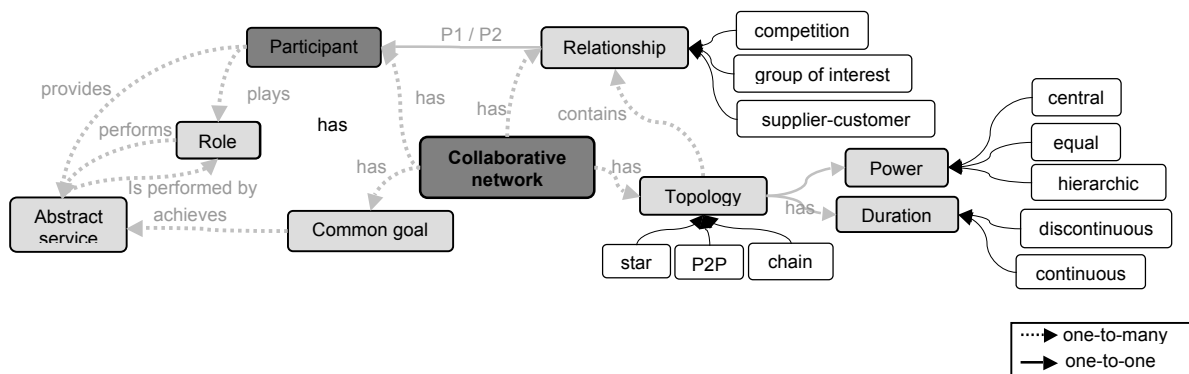 competition
Participant
P1 / P2
Relationship
group of interest
provides
plays
has
has
contains
central
performs
has
supplier-customer
Role
equal
Collaborative
network
Power
has
has
Is performed by
hierarchic
Topology
Abstract
service
achieves
Common goal
has
Duration
discontinuous
star
P2P
chain
continuous
one-to-many
one-to-one